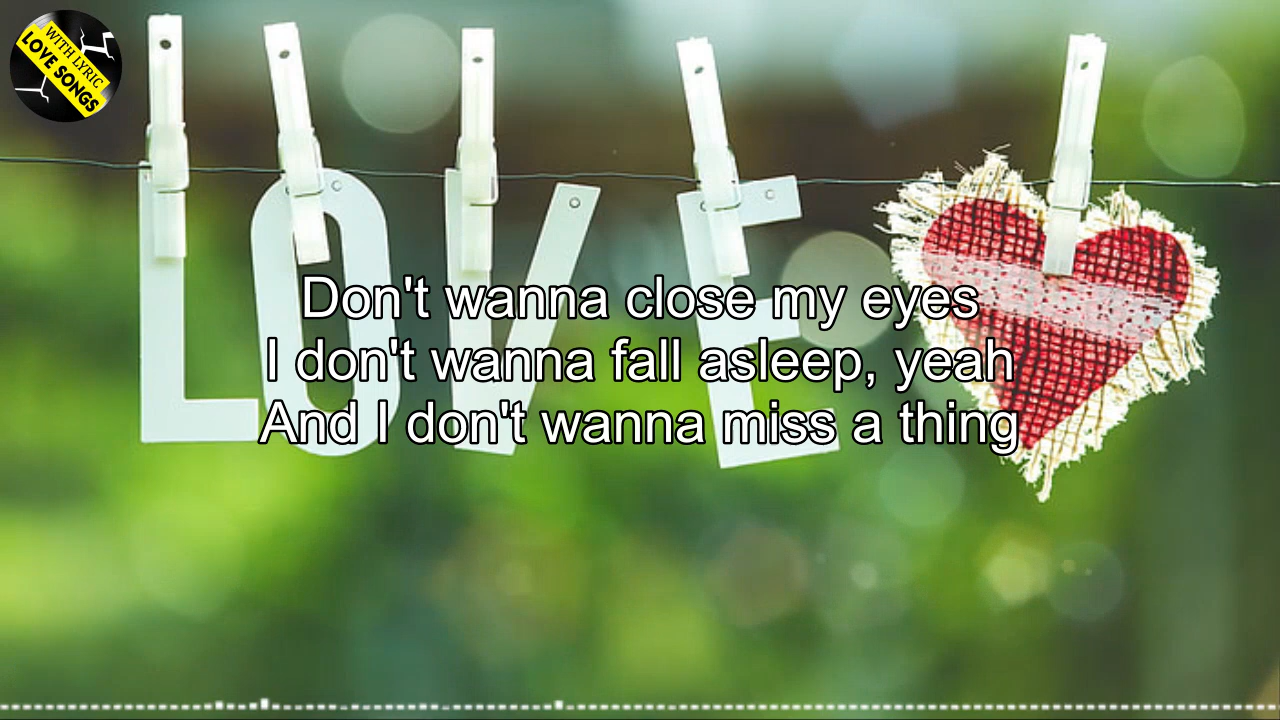 WITH LYRIC
LOVE SONGS
LOVE
Don't wanna close my eyes
I don't wanna fall asleep, yeah
And I don't wanna miss a thing